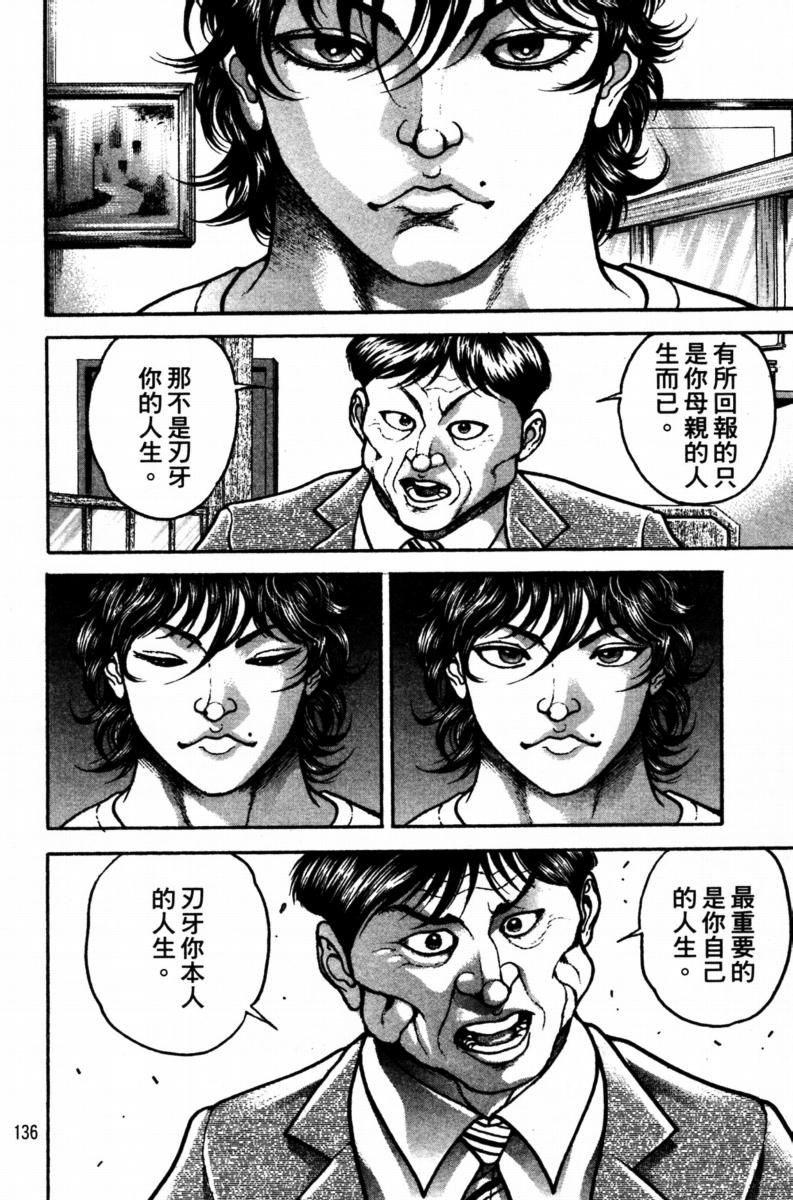 有所回報的只
是你母親的人
生而已。
那不是刃牙
你的人生。
最重要的
是你自己
的人生。
刃牙你本人
的人生。
136